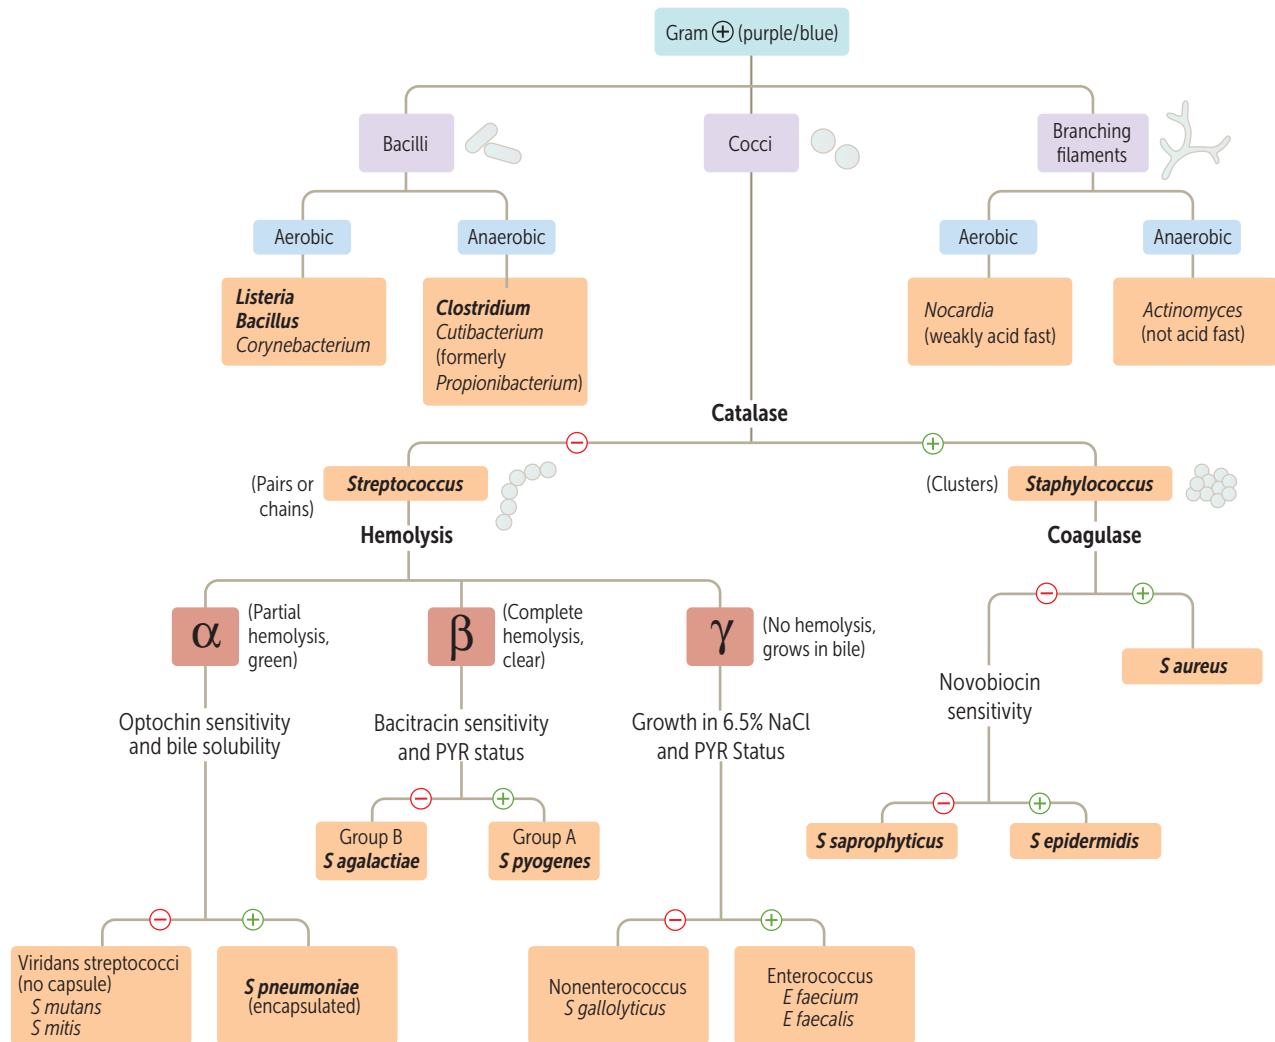 Gram ⊕ (purple/blue)
Bacilli
Cocci
Branching
filaments
Aerobic
Anaerobic
Aerobic
Anaerobic
Listeria
Bacillus
Corynebacterium
Clostridium
Cutibacterium
(formerly
Propionibacterium)
Nocardia
(weakly acid fast)
Actinomyces
(not acid fast)
Catalase
−
+
(Pairs or
chains)
Streptococcus
(Clusters)
Staphylococcus
Hemolysis
Coagulase
−
+
α
(Partial
hemolysis,
green)
β
(Complete
hemolysis,
clear)
γ
(No hemolysis,
grows in bile)
S aureus
Novobiocin
sensitivity
Optochin sensitivity
and bile solubility
Bacitracin sensitivity
and PYR status
Growth in 6.5% NaCl
and PYR Status
−
+
−
+
Group B
S agalactiae
Group A
S pyogenes
S saprophyticus
S epidermidis
−
+
−
+
Viridans streptococci
(no capsule)
S mutans
S mitis
S pneumoniae
(encapsulated)
Nonenterococcus
S gallolyticus
Enterococcus
E faecium
E faecalis